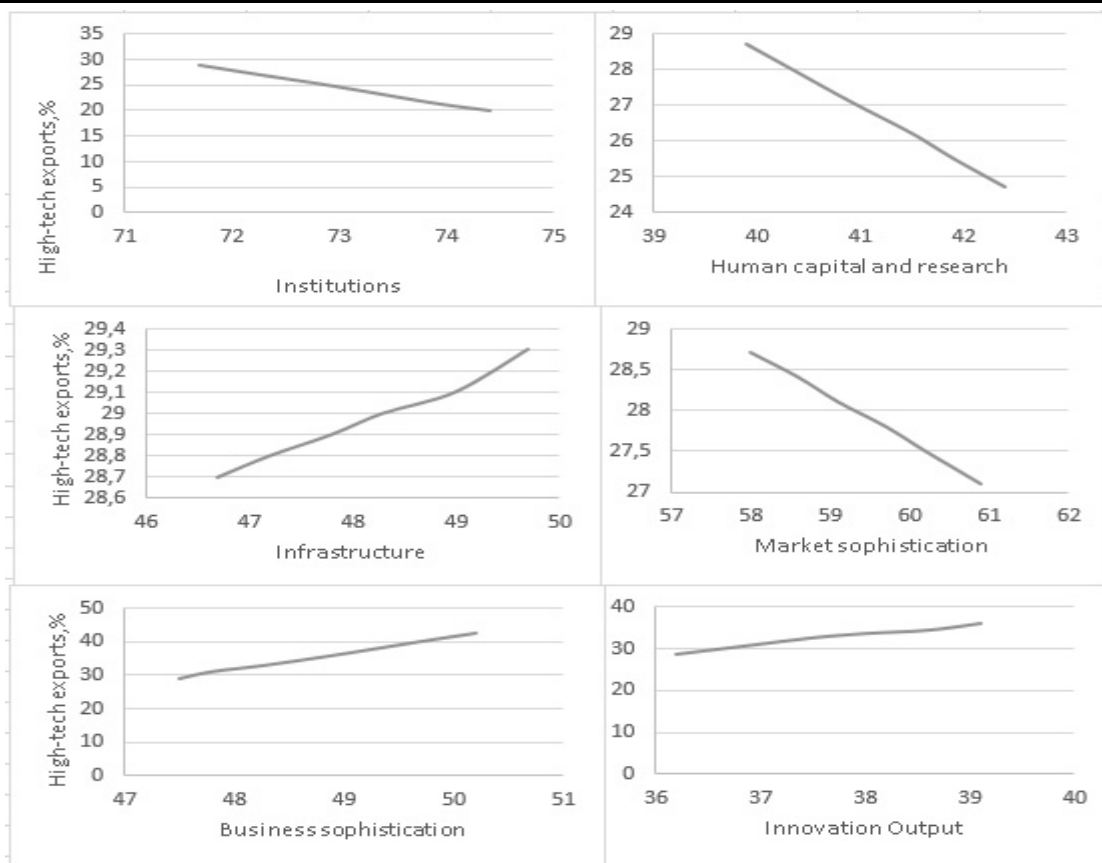 High-tech exports,%
35
30
25
20
15
10
5
0
71 72 73 74 75
Institutions
29
28
27
26
25
24
39 40 41 42 43
Human capital and research
High-tech exports,%
29,4
29,3
29,2
29,1
29
28,9
28,8
28,7
28,6
46 47 48 49 50
Infrastructure
29
28,5
28
27,5
27
57 58 59 60 61 62
Market sophistication
High-tech exports,%
50
40
30
20
10
0
47 48 49 50 51
Business sophistication
40
30
20
10
0
36 37 38 39 40
Innovation Output